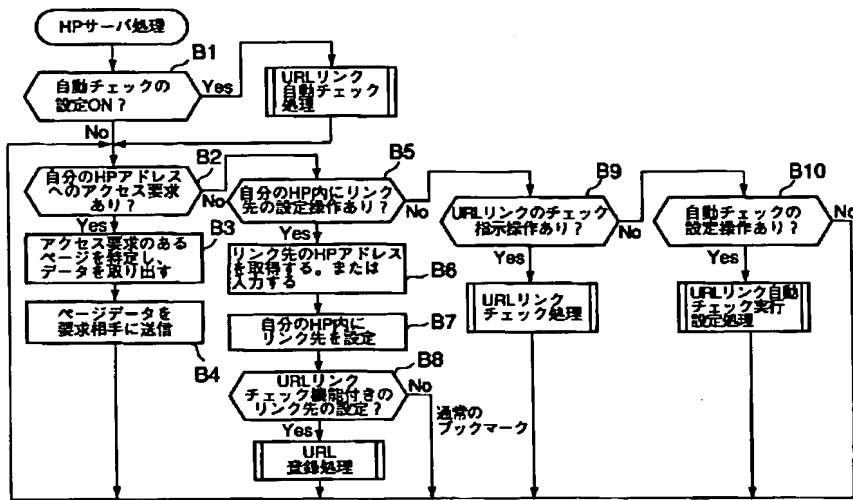 HPサーバ処理
B1
自動チェックの
設定ON?
Yes
No
URLリンク
自動チェック
処理
B2
自分のHPアドレス
へのアクセス要求
あり?
No
Yes
B3
アクセス要求のある
ページを特定し、
データを取り出す
ページデータを
要求相手に送信
B4
B5
自分のHP内にリンク
先の設定操作あり?
No
Yes
リンク先のHPアドレス
を取得する。または
入力する
B6
自分のHP内に
リンク先を設定
B7
B8
URLリンク
チェック機能付きの
リンク先の設定?
No
Yes
通常の
ブックマーク
URL
登録処理
B9
URLリンクのチェック
指示操作あり?
No
Yes
URLリンク
チェック処理
B10
自動チェックの
設定操作あり?
No
Yes
URLリンク自動
チェック実行
設定処理